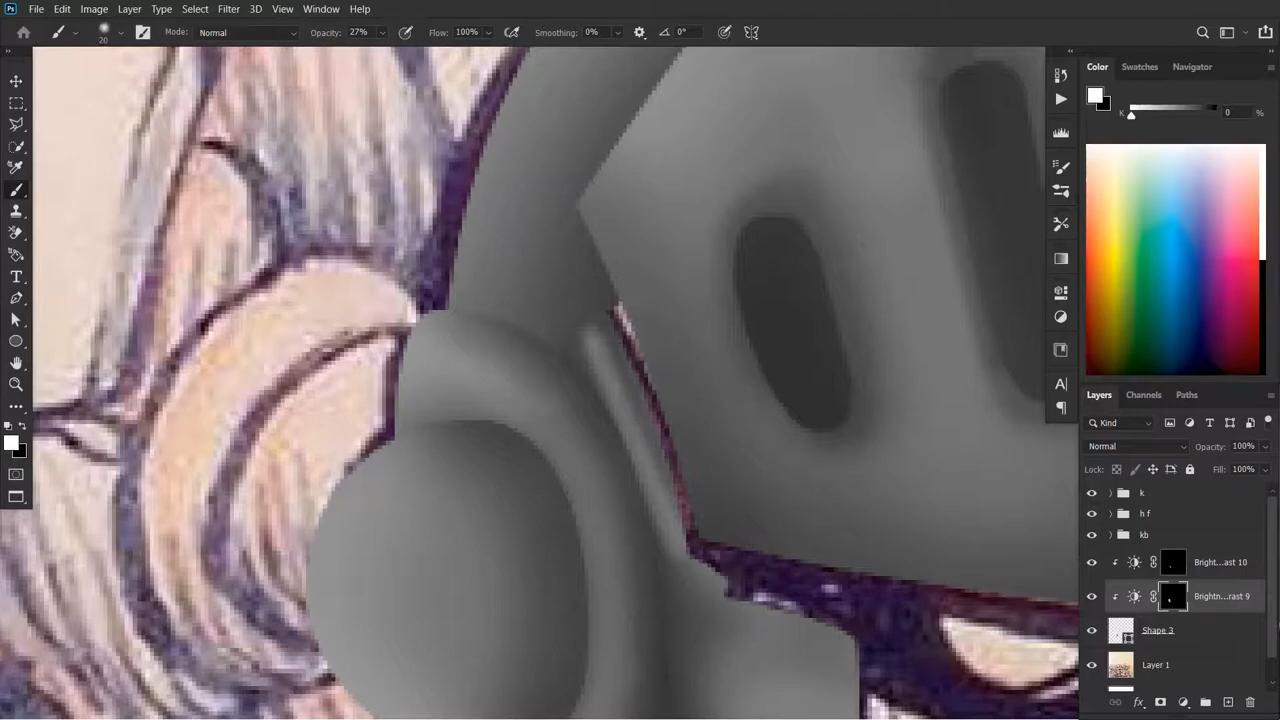 Ps File Edit Image Layer Type Select Filter 3D View Window Help
20 Mode: Normal Opacity: 27% Flow: 100% Smoothing: 0% 0°
Color Swatches Navigator
K 0 %
Layers Channels Paths
Kind
Normal Opacity: 100%
Lock: Fill: 100%
k
h f
kb
Bright...ast 10
Brightn...rast 9
Shape 3
Layer 1